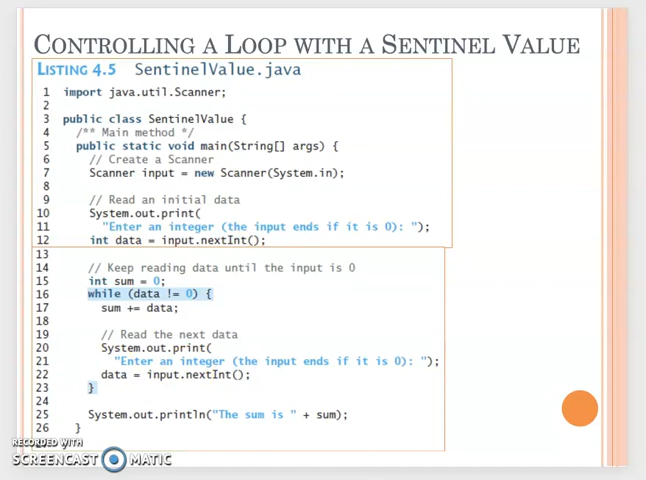 CONTROLLING A LOOP WITH A SENTINEL VALUE
LISTING 4.5 SentinelValue.java
1 import java.util.Scanner;
2
3 public class SentinelValue {
4 /** Main method */
5 public static void main(String[] args) {
6 // Create a Scanner
7 Scanner input = new Scanner(System.in);
8
9 // Read an initial data
10 System.out.print(
11 "Enter an integer (the input ends if it is 0): ");
12 int data = input.nextInt();
13
14 // Keep reading data until the input is 0
15 int sum = 0;
16 while (data != 0) {
17 sum += data;
18
19 // Read the next data
20 System.out.print(
21 "Enter an integer (the input ends if it is 0): ");
22 data = input.nextInt();
23 }
24
25 System.out.println("The sum is " + sum);
26 }
RECORDED WITH
SCREENCAST MATIC